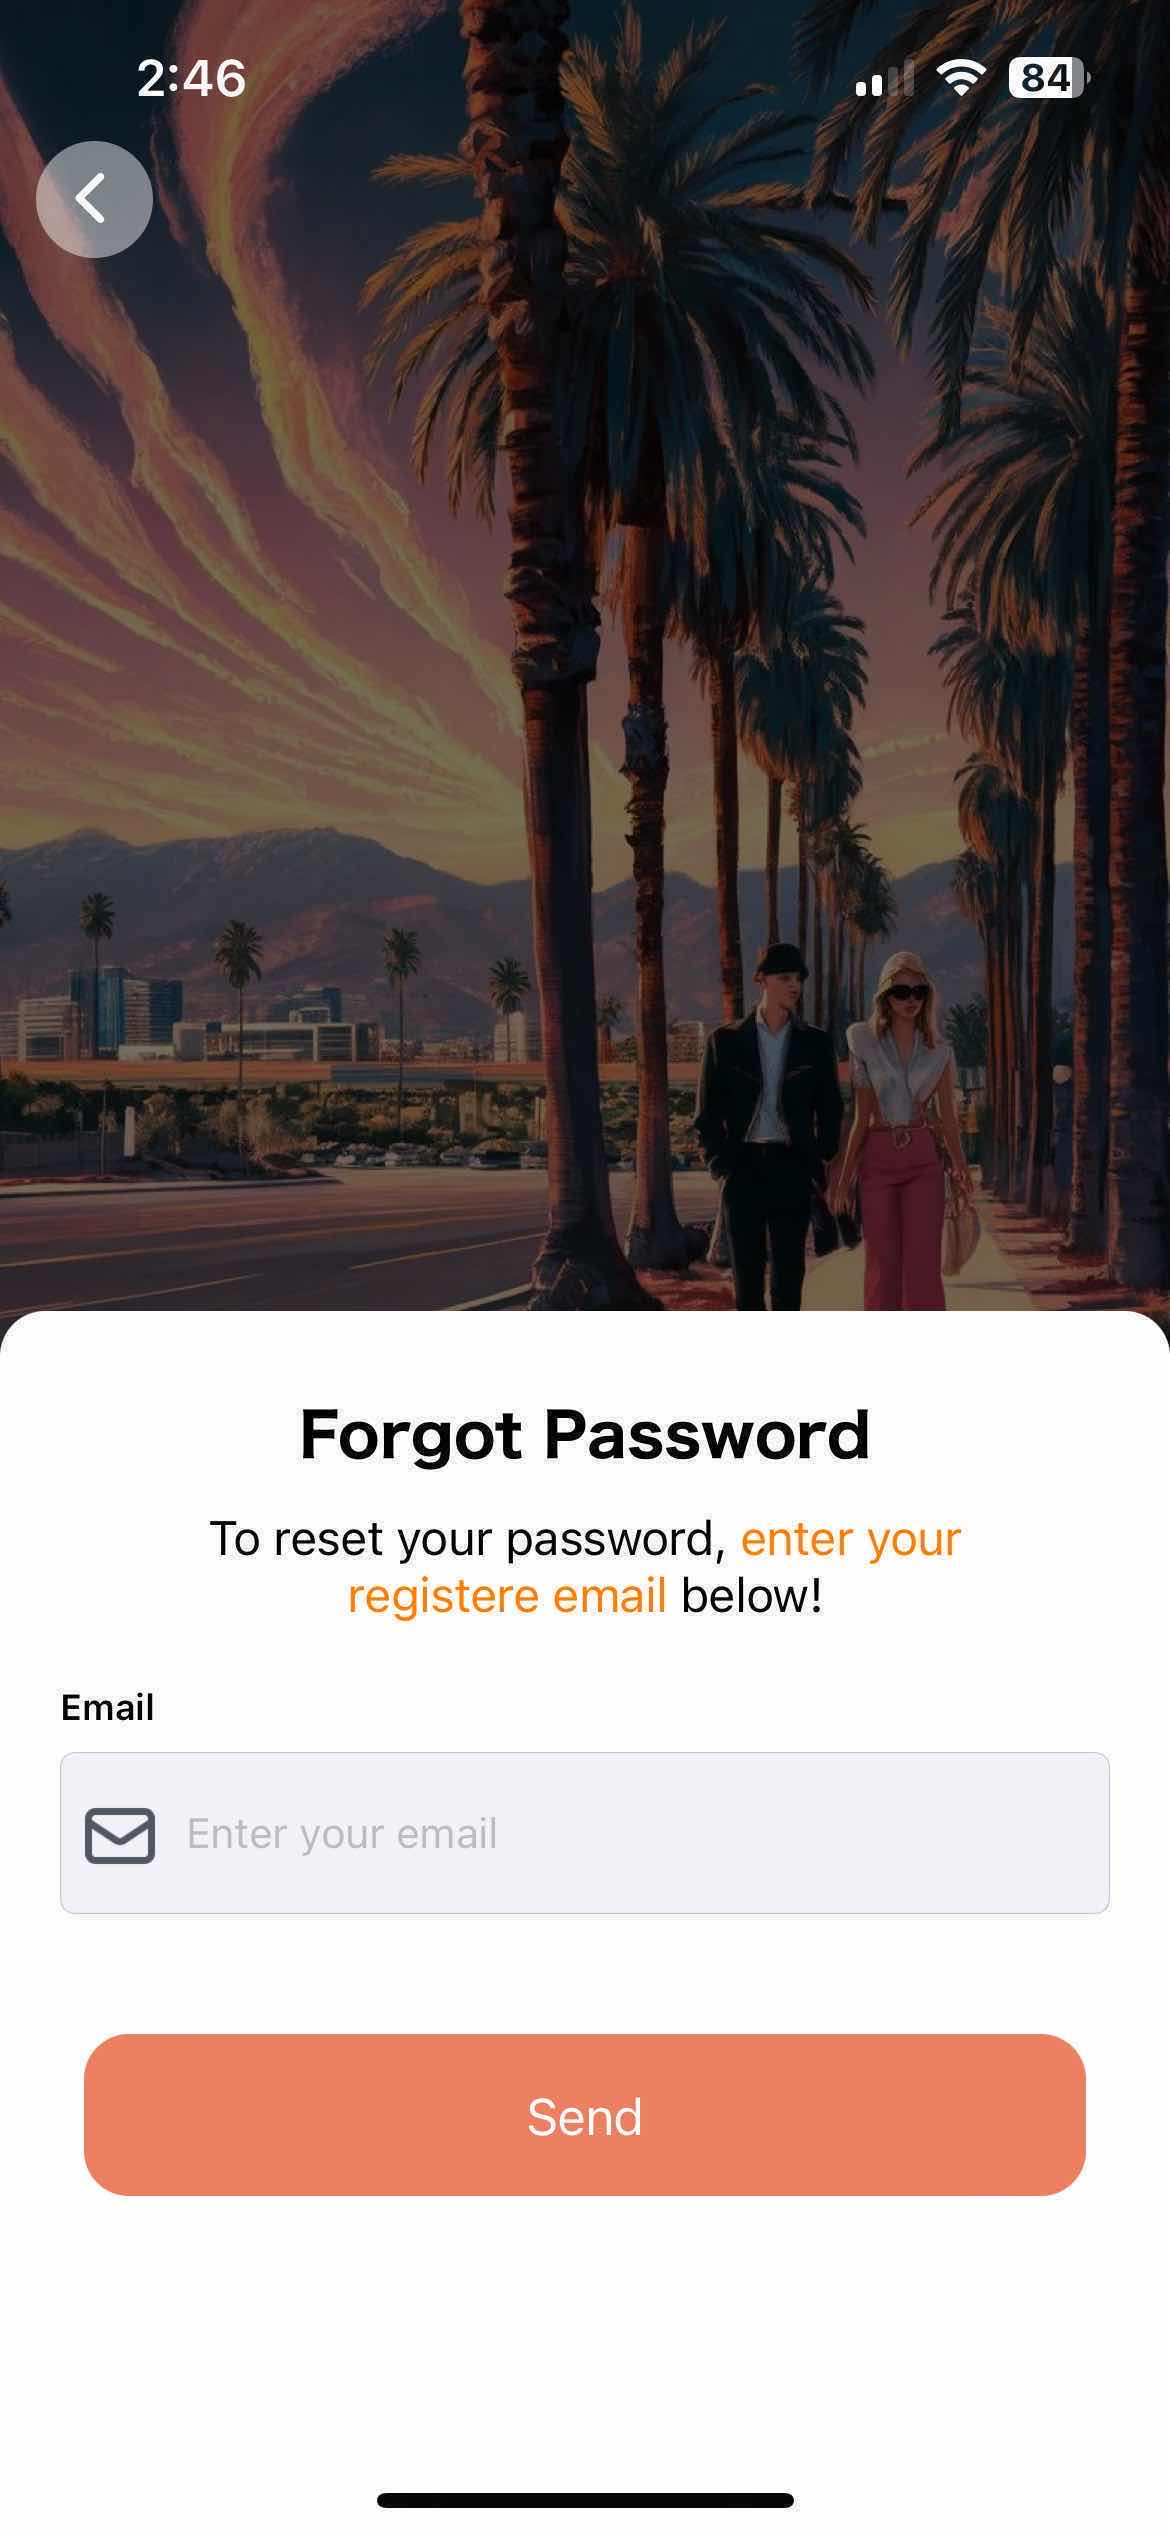 2:46
84
Forgot Password
To reset your password, enter your
registere email below!
Email
Enter your email
Send